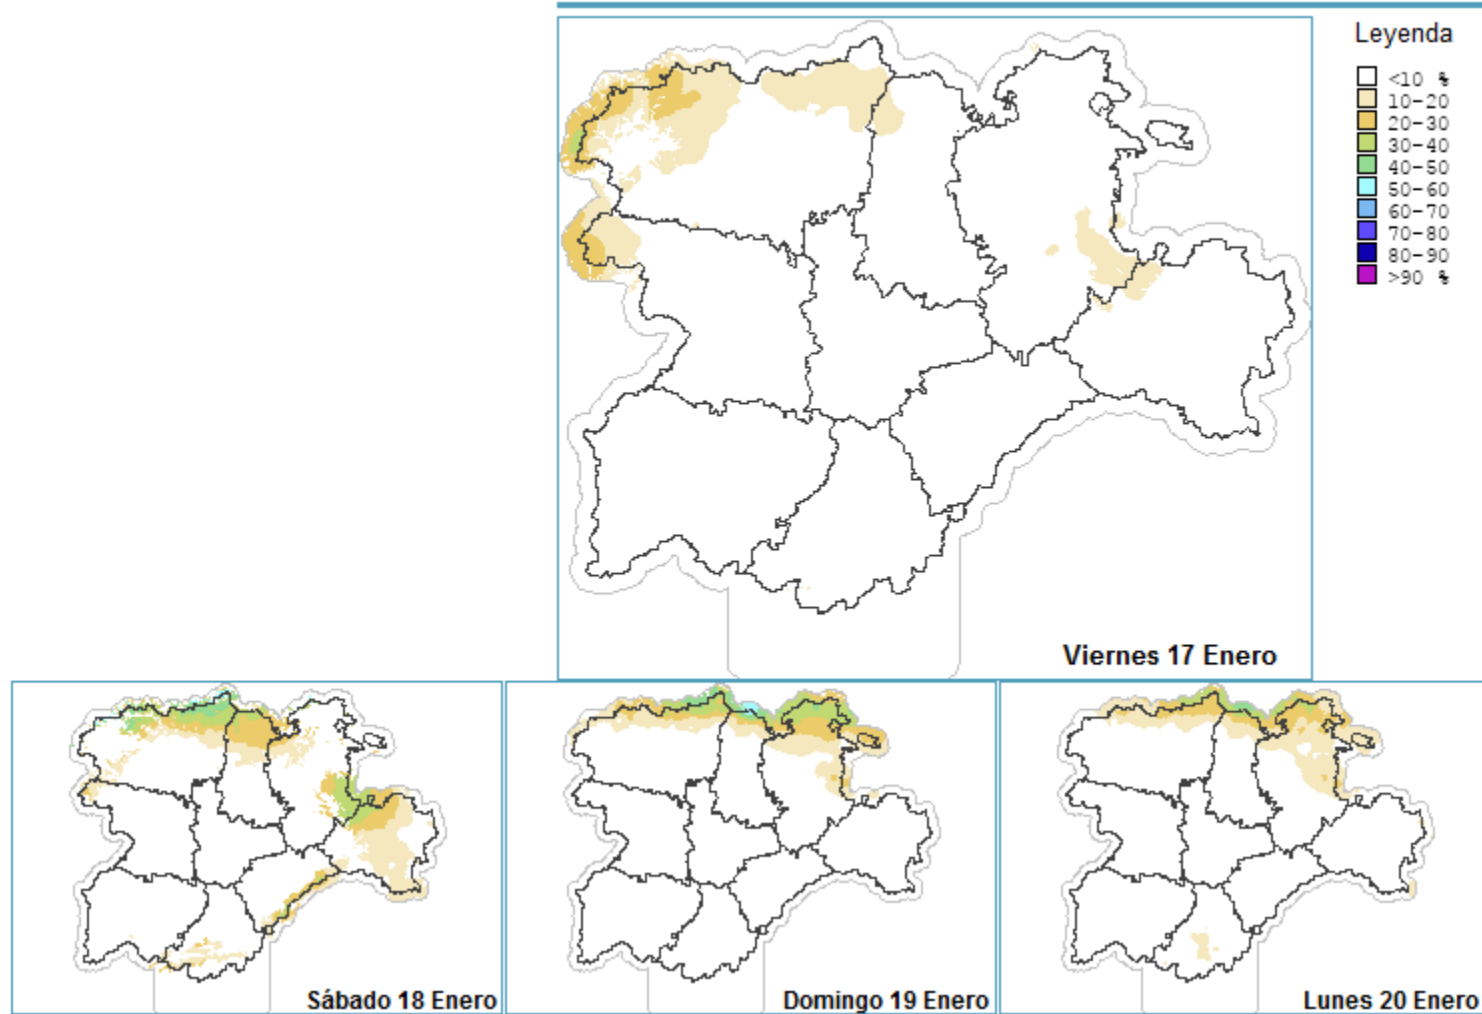 Leyenda
<10 %
10-20
20-30
30-40
40-50
50-60
60-70
70-80
80-90
>90 %
Viernes 17 Enero
Sábado 18 Enero
Domingo 19 Enero
Lunes 20 Enero